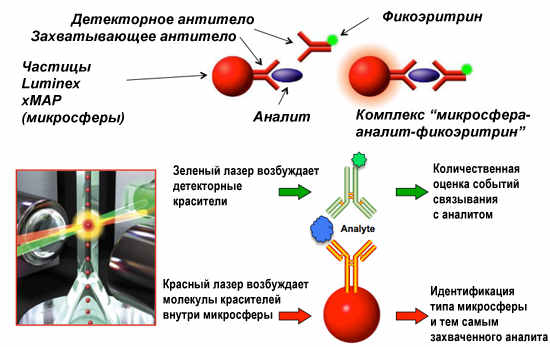 Детекторное антитело
Фикоэритрин
Захватывающее антитело
Частицы
Luminex
xMAP
(микросферы)
Аналит
Комплекс “микросфера-
аналит-фикоэритрин”
Зеленый лазер возбуждает
детекторные
красители
Количественная
оценка событий
связывания
с аналитом
Analyte
Красный лазер возбуждает
молекулы красителей
внутри микросферы
Идентификация
типа микросферы
и тем самым
захваченного аналита